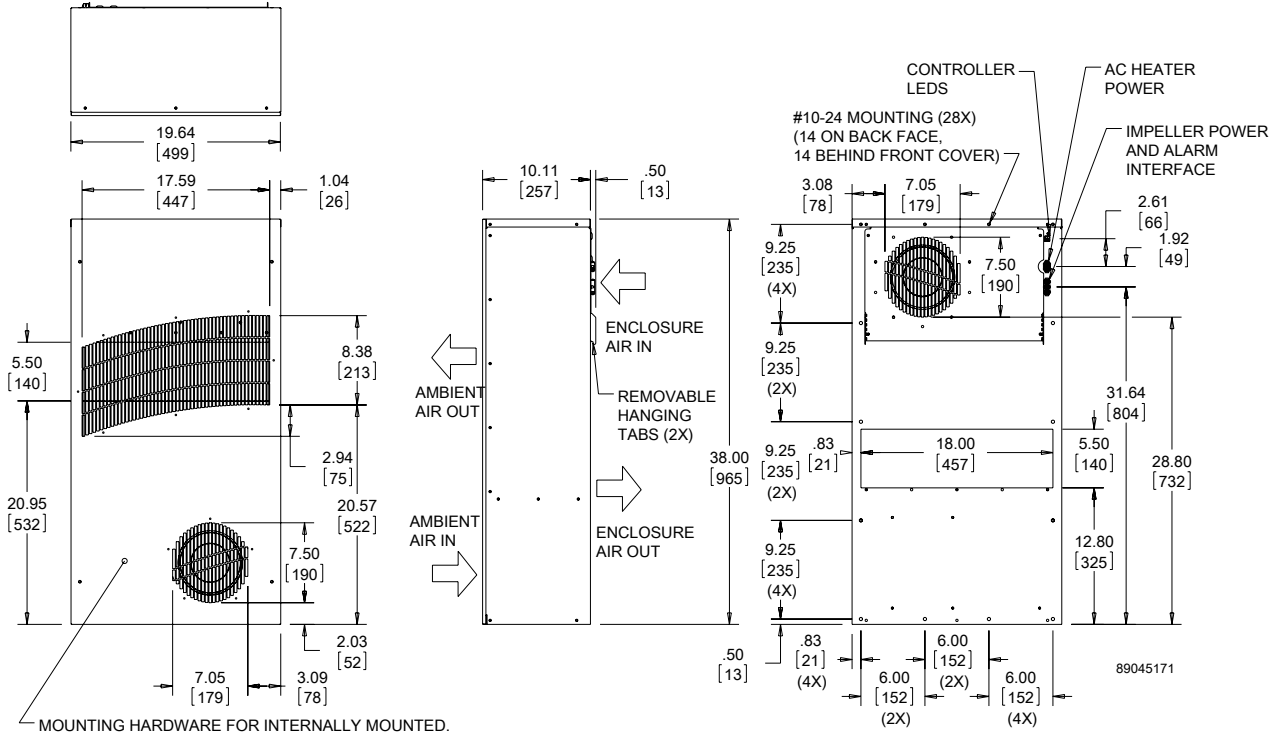 19.64
[499]
17.59
[447]
1.04
[26]
5.50
[140]
8.38
[213]
2.94
[75]
20.95
[532]
20.57
[522]
7.50
[190]
2.03
[52]
7.05
[179]
3.09
[78]
MOUNTING HARDWARE FOR INTERNALLY MOUNTED.
10.11
[257]
.50
[13]
ENCLOSURE
AIR IN
AMBIENT
AIR OUT
REMOVABLE
HANGING
TABS (2X)
38.00
[965]
AMBIENT
AIR IN
ENCLOSURE
AIR OUT
CONTROLLER
LEDS
AC HEATER
POWER
#10-24 MOUNTING (28X)
(14 ON BACK FACE,
14 BEHIND FRONT COVER)
IMPELLER POWER
AND ALARM
INTERFACE
3.08
[78]
7.05
[179]
2.61
[66]
1.92
[49]
9.25
[235]
(4X)
7.50
[190]
9.25
[235]
(2X)
31.64
[804]
.83
[21]
18.00
[457]
5.50
[140]
9.25
[235]
(2X)
28.80
[732]
12.80
[325]
9.25
[235]
(4X)
.50
[13]
.83
[21]
(4X)
6.00
[152]
(2X)
6.00
[152]
(2X)
6.00
[152]
(4X)
89045171